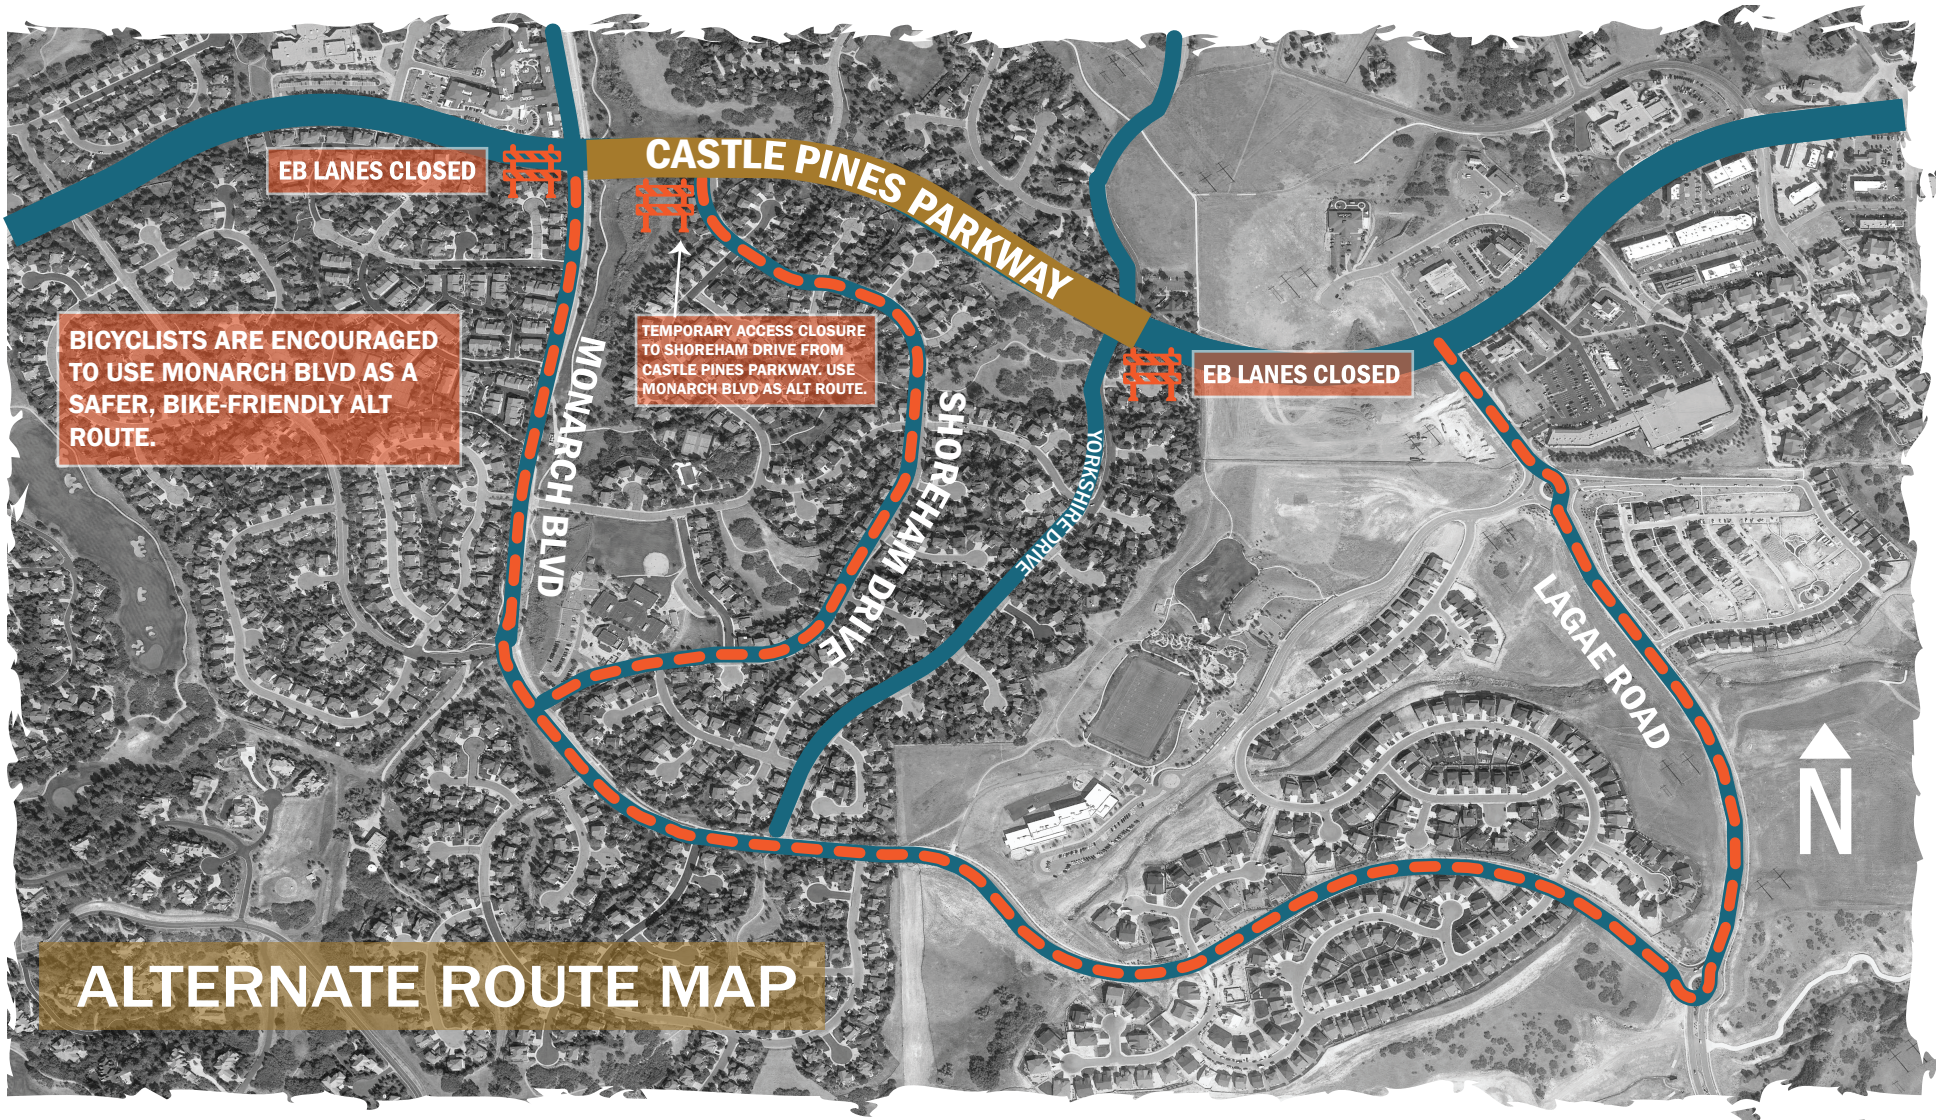 CASTLE PINES PARKWAY
EB LANES CLOSED
TEMPORARY ACCESS CLOSURE
TO SHOREHAM DRIVE FROM
CASTLE PINES PARKWAY. USE
MONARCH BLVD AS ALT ROUTE.
BICYCLISTS ARE ENCOURAGED
TO USE MONARCH BLVD AS A
SAFER, BIKE-FRIENDLY ALT
ROUTE.
EB LANES CLOSED
MONARCH BLVD
SHOREHAM DRIVE
YORKSHIRE DRIVE
LAGAE ROAD
N
ALTERNATE ROUTE MAP